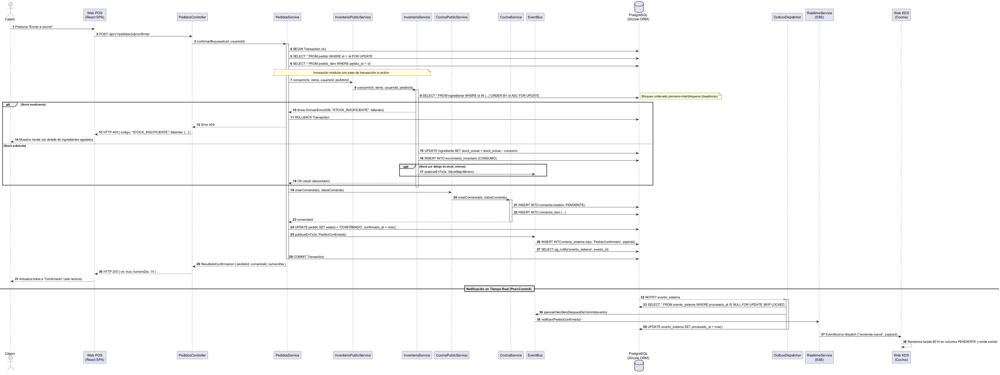 Cajero
Web POS
(React SPA)
PedidosController
PedidosService
InventarioPublicService
InventarioService
CocinaPublicService
CocinaService
EventBus
PostgreSQL
(Drizzle ORM)
OutboxDispatcher
RealtimeService
(SSE)
Web KDS
(Cocina)
1 Presiona "Enviar a cocina"
2 POST /api/v1/pedidos/{id}/confirmar
3 confirmarBloqueado(id, usuarioId)
4 BEGIN Transaction (tx)
5 SELECT * FROM pedido WHERE id = :id FOR UPDATE
6 SELECT * FROM pedido_item WHERE pedido_id = :id
Invocación modular con paso de transacción tx activa
7 consumir(tx, items, usuarioId, pedidoId)
8 consumir(tx, items, usuarioId, pedidoId)
9 SELECT * FROM ingrediente WHERE id IN (...) ORDER BY id ASC FOR UPDATE
Bloqueo ordenado previene interbloqueos (deadlocks)
alt [Stock insuficiente]
10 throw DomainError(409, "STOCK_INSUFICIENTE", faltantes)
11 ROLLBACK Transaction
12 Error 409
13 HTTP 409 { codigo: "STOCK_INSUFICIENTE", faltantes: [...] }
14 Muestra modal con detalle de ingredientes agotados
[Stock suficiente]
15 UPDATE ingrediente SET stock_actual = stock_actual - :consumo
16 INSERT INTO movimiento_inventario (CONSUMO)
opt [Stock por debajo de stock_minimo]
17 publicarEnTx(tx, StockBajoMinimo)
18 OK (stock descontado)
19 crearComanda(tx, datosComanda)
20 crearComanda(tx, datosComanda)
21 INSERT INTO comanda (estado: PENDIENTE)
22 INSERT INTO comanda_item (...)
23 comandaId
24 UPDATE pedido SET estado = 'CONFIRMADO', confirmado_at = now()
25 publicarEnTx(tx, PedidoConfirmado)
26 INSERT INTO evento_sistema (tipo: 'PedidoConfirmado', payload)
27 SELECT pg_notify('evento_sistema', evento_id)
28 COMMIT Transaction
29 ResultadoConfirmacion { pedidoId, comandaId, numeroDia }
30 HTTP 200 { ok: true, numeroDia: 14 }
31 Actualiza ticket a "Confirmado" (solo lectura)
Notificación en Tiempo Real (Post-Commit)
32 NOTIFY evento_sistema
33 SELECT * FROM evento_sistema WHERE procesado_at IS NULL FOR UPDATE SKIP LOCKED
34 ejecutarHandlersDespuesDeCommit(evento)
35 notificar(PedidoConfirmado)
36 UPDATE evento_sistema SET procesado_at = now()
37 EventSource dispatch ("comanda.nueva", payload)
38 Renderiza tarjeta #014 en columna PENDIENTE y emite sonido
Cajero
Web POS
(React SPA)
PedidosController
PedidosService
InventarioPublicService
InventarioService
CocinaPublicService
CocinaService
EventBus
PostgreSQL
(Drizzle ORM)
OutboxDispatcher
RealtimeService
(SSE)
Web KDS
(Cocina)